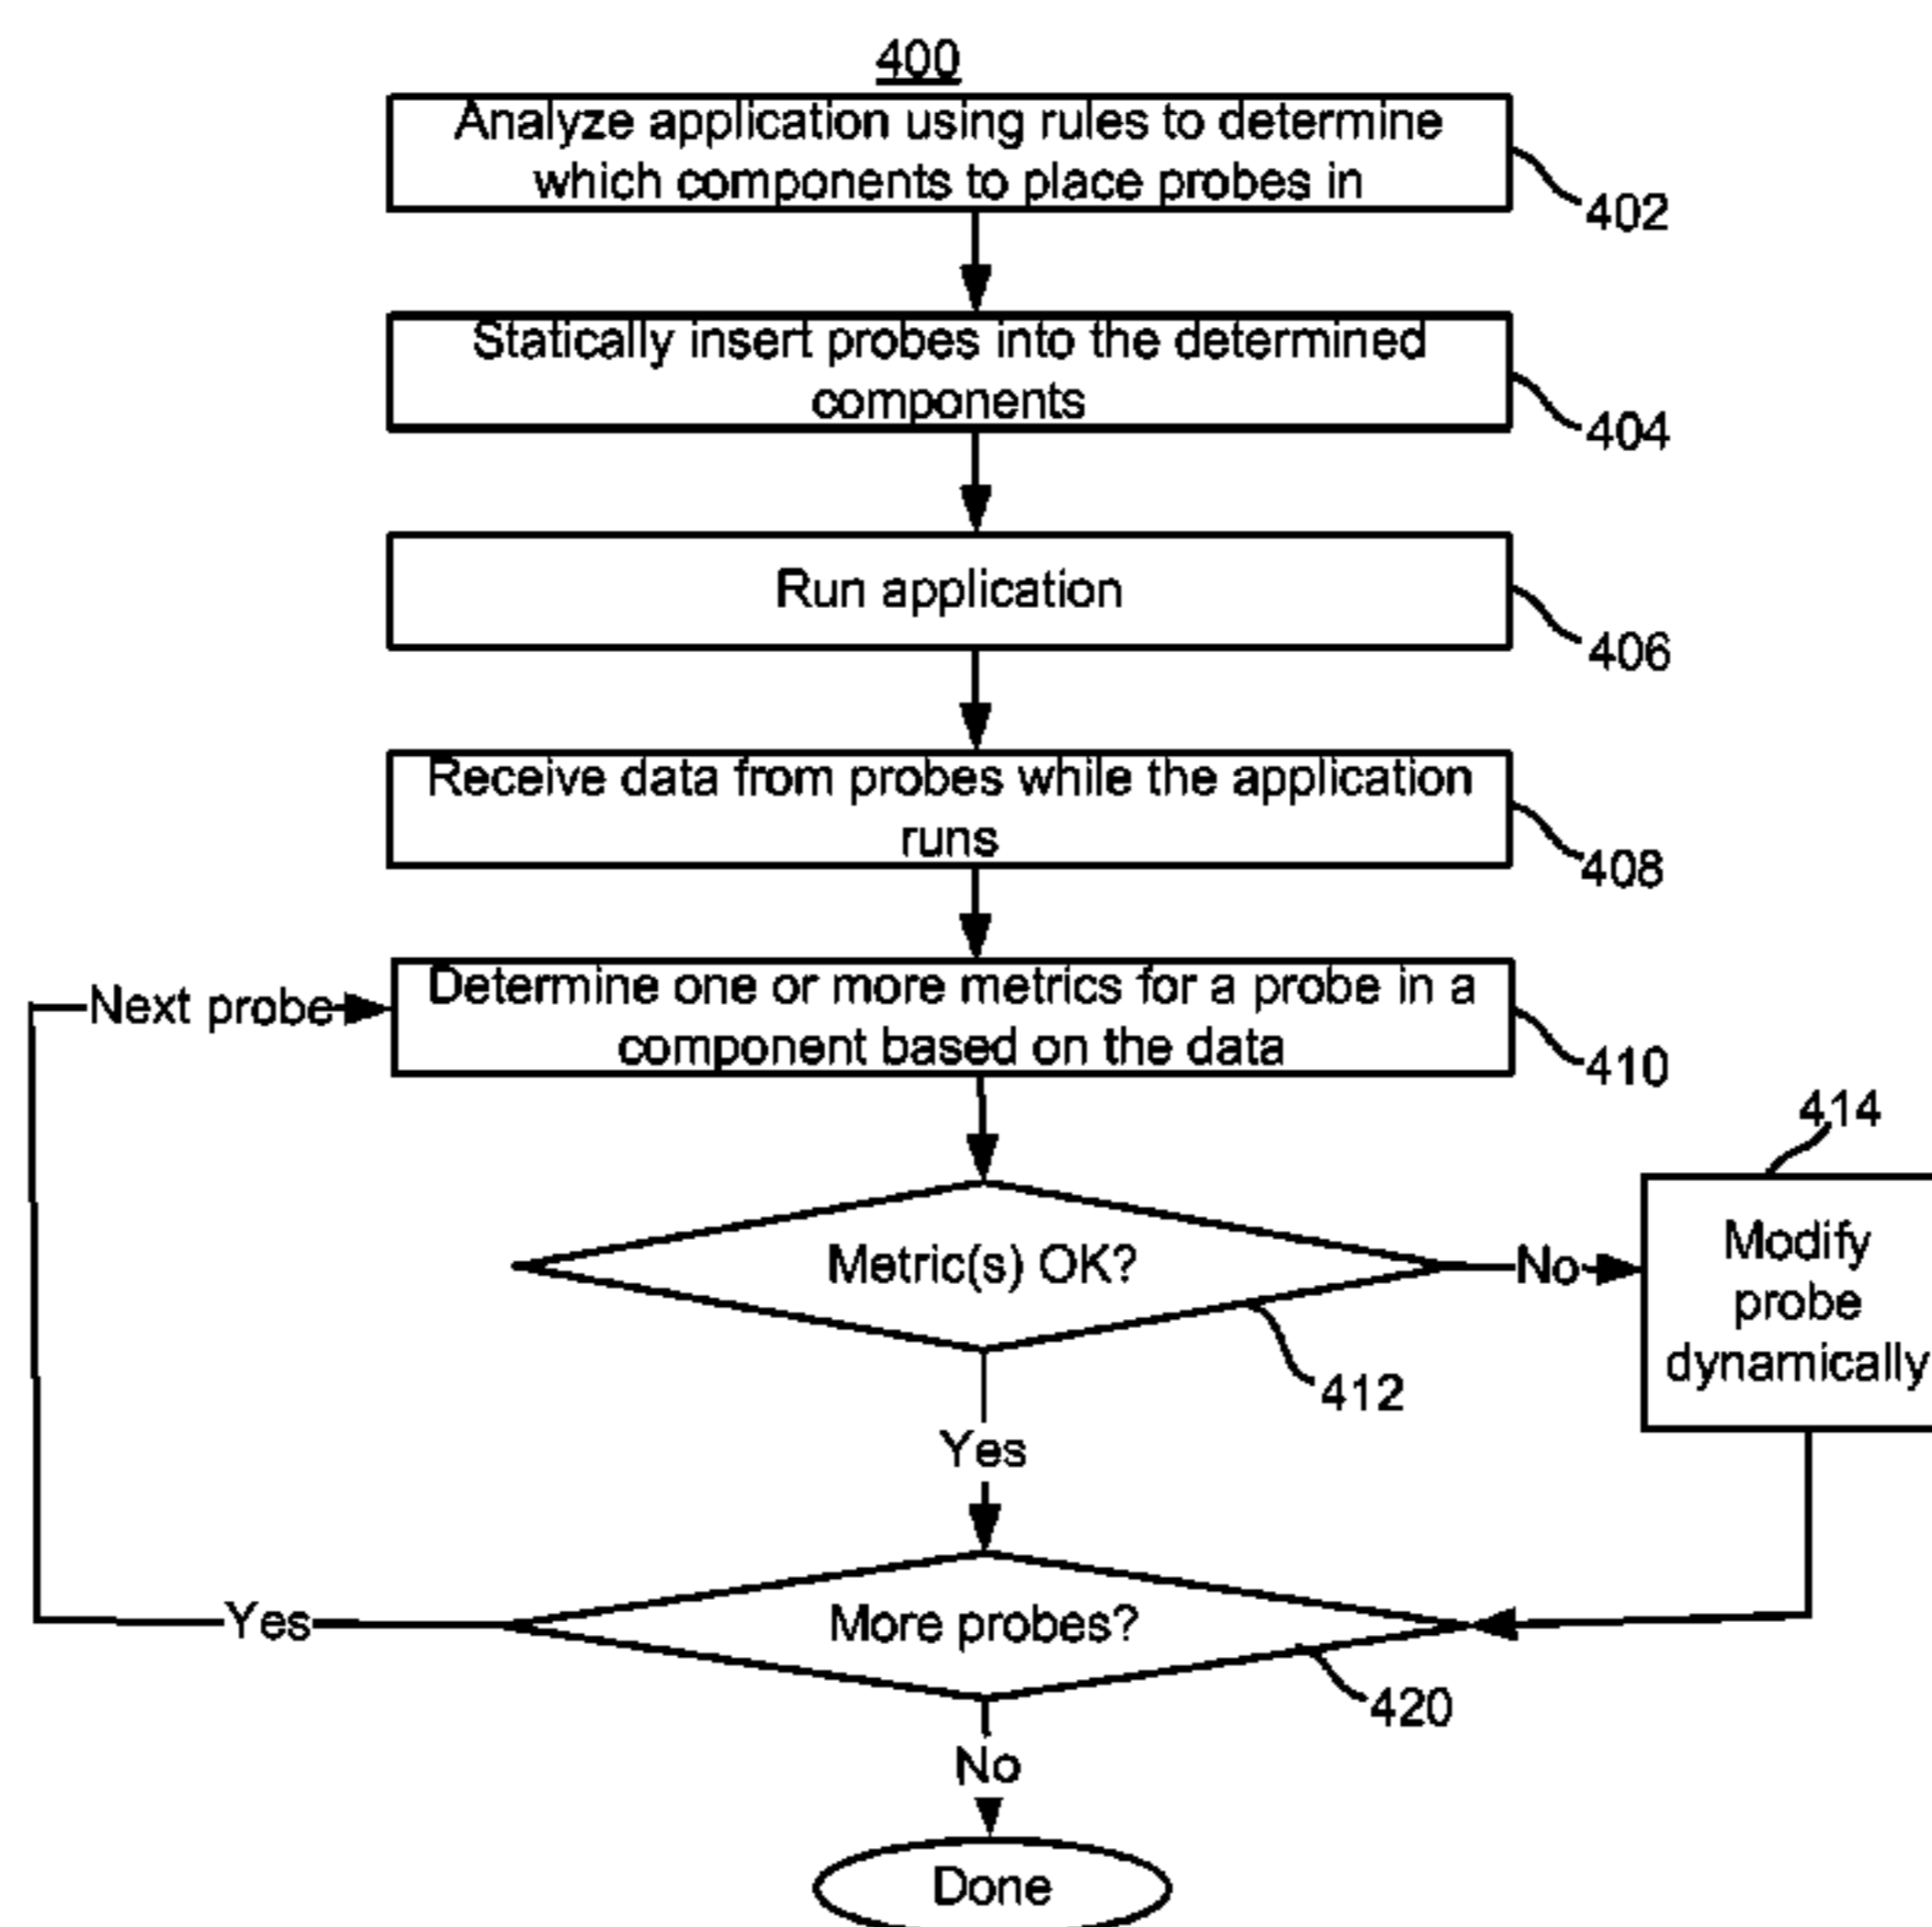 400
Analyze application using rules to determine
which components to place probes in
402
Statically insert probes into the determined
components
404
Run application
406
Receive data from probes while the application
runs
408
Next probe
Determine one or more metrics for a probe in a
component based on the data
410
414
Metric(s) OK?
No
Modify
probe
dynamically
412
Yes
More probes?
Yes
420
No
Done